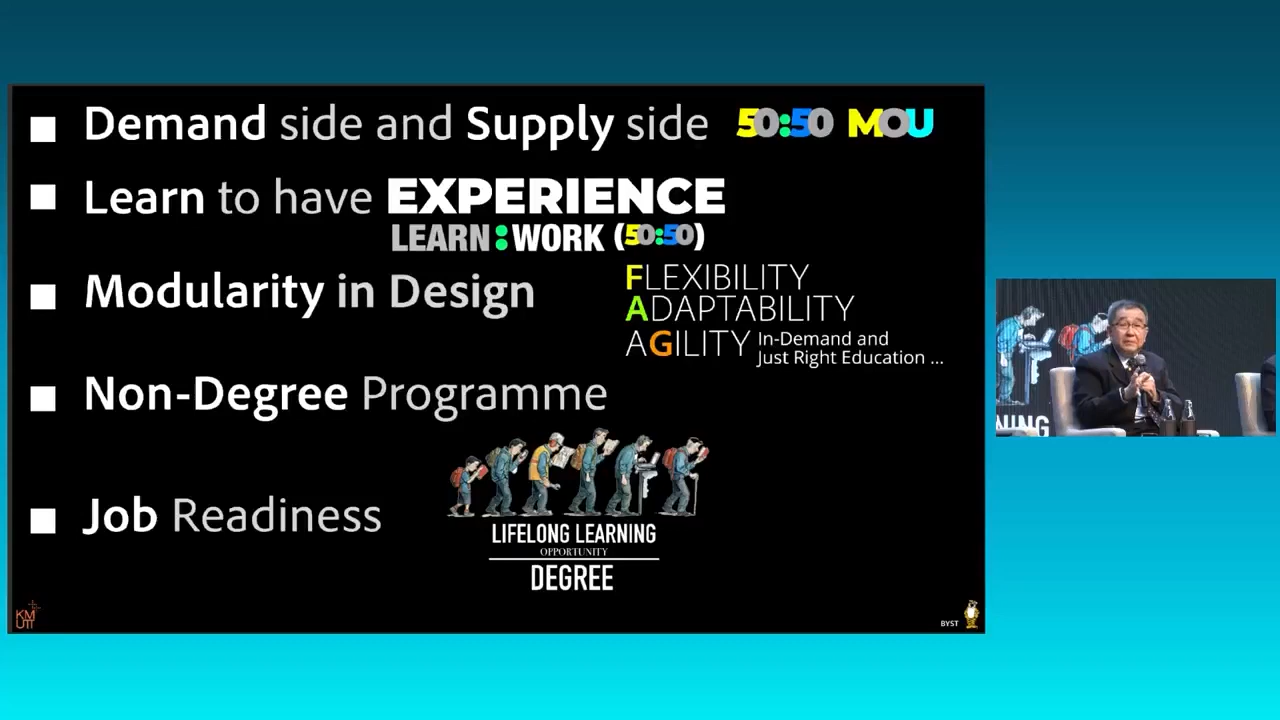 Demand side and Supply side 50:50 MOU
Learn to have EXPERIENCE
LEARN:WORK (50:50)
Modularity in Design
FLEXIBILITY
ADAPTABILITY
AGILITY In-Demand and
Just Right Education ...
Non-Degree Programme
Job Readiness
LIFELONG LEARNING
OPPORTUNITY
DEGREE
KM
UTT
BYST
NING